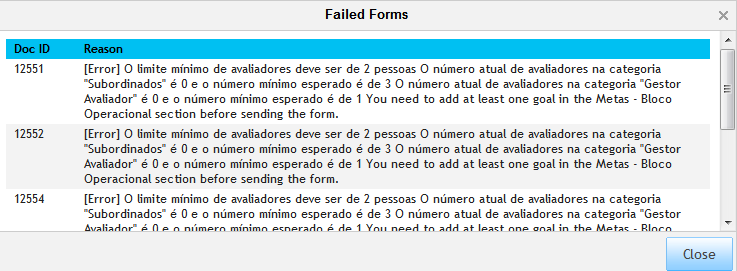 Failed Forms
Doc ID Reason
12551 [Error] O limite mínimo de avaliadores deve ser de 2 pessoas O número atual de avaliadores na categoria
"Subordinados" é 0 e o número mínimo esperado é de 3 O número atual de avaliadores na categoria "Gestor
Avaliador" é 0 e o número mínimo esperado é de 1 You need to add at least one goal in the Metas - Bloco
Operacional section before sending the form.
12552 [Error] O limite mínimo de avaliadores deve ser de 2 pessoas O número atual de avaliadores na categoria
"Subordinados" é 0 e o número mínimo esperado é de 3 O número atual de avaliadores na categoria "Gestor
Avaliador" é 0 e o número mínimo esperado é de 1 You need to add at least one goal in the Metas - Bloco
Operacional section before sending the form.
12554 [Error] O limite mínimo de avaliadores deve ser de 2 pessoas O número atual de avaliadores na categoria
"Subordinados" é 0 e o número mínimo esperado é de 3 O número atual de avaliadores na categoria "Gestor
Avaliador" é 0 e o número mínimo esperado é de 1 You need to add at least one goal in the Metas - Bloco
Close